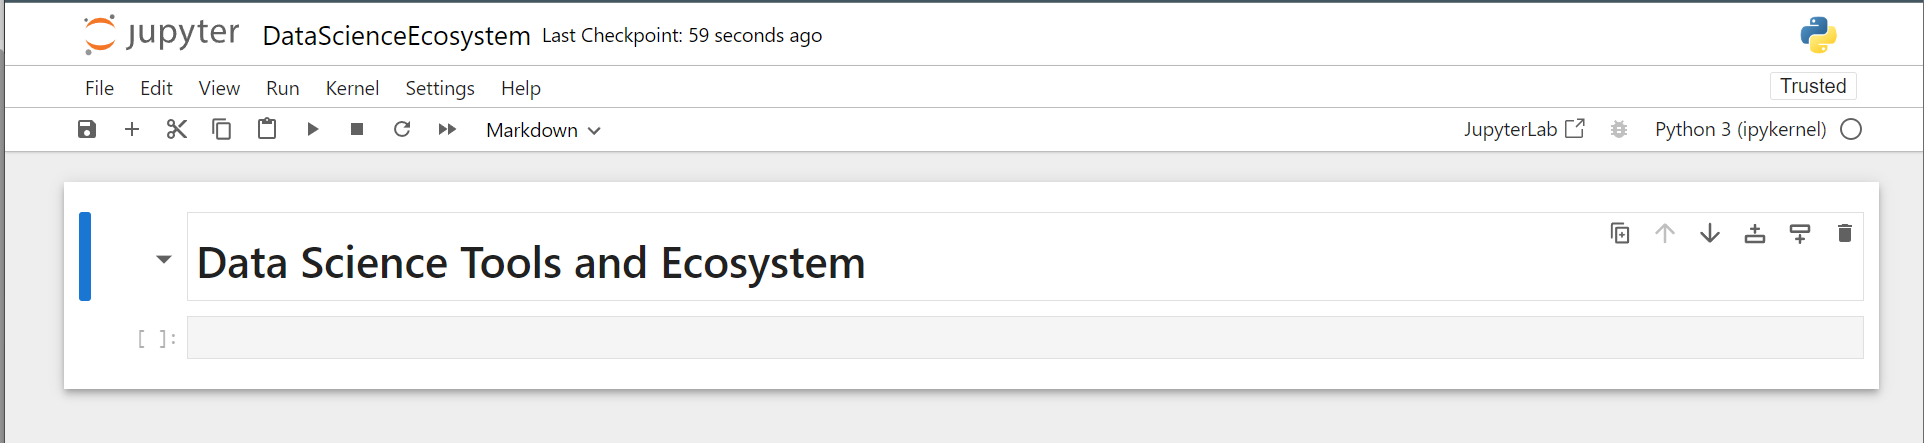 jupyter DataScienceEcosystem Last Checkpoint: 59 seconds ago
File Edit View Run Kernel Settings Help Trusted
Markdown JupyterLab Python 3 (ipykernel)
Data Science Tools and Ecosystem
[ ]: